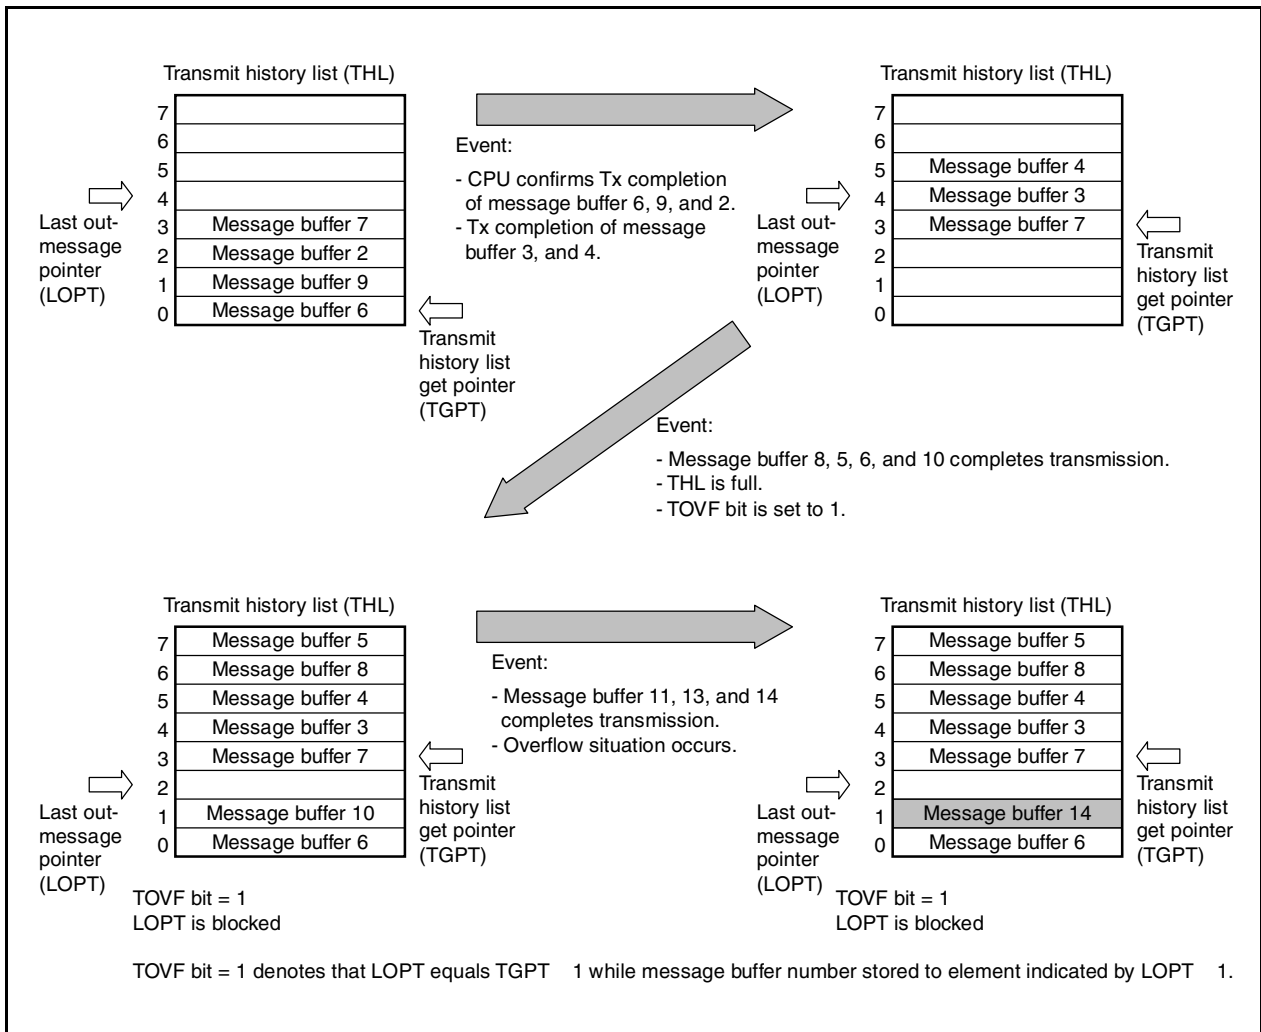 Transmit history list (THL)
7
6
5
4
3 Message buffer 7
2 Message buffer 2
1 Message buffer 9
0 Message buffer 6
Last out-
message
pointer
(LOPT)
Transmit
history list
get pointer
(TGPT)
Event:
- CPU confirms Tx completion
of message buffer 6, 9, and 2.
- Tx completion of message
buffer 3, and 4.
Transmit history list (THL)
7
6
5 Message buffer 4
4 Message buffer 3
3 Message buffer 7
2
1
0
Last out-
message
pointer
(LOPT)
Transmit
history list
get pointer
(TGPT)
Event:
- Message buffer 8, 5, 6, and 10 completes transmission.
- THL is full.
- TOVF bit is set to 1.
Transmit history list (THL)
7 Message buffer 5
6 Message buffer 8
5 Message buffer 4
4 Message buffer 3
3 Message buffer 7
2
1 Message buffer 10
0 Message buffer 6
Last out-
message
pointer
(LOPT)
Transmit
history list
get pointer
(TGPT)
TOVF bit = 1
LOPT is blocked
Event:
- Message buffer 11, 13, and 14
completes transmission.
- Overflow situation occurs.
Transmit history list (THL)
7 Message buffer 5
6 Message buffer 8
5 Message buffer 4
4 Message buffer 3
3 Message buffer 7
2
1 Message buffer 14
0 Message buffer 6
Last out-
message
pointer
(LOPT)
Transmit
history list
get pointer
(TGPT)
TOVF bit = 1
LOPT is blocked
TOVF bit = 1 denotes that LOPT equals TGPT 1 while message buffer number stored to element indicated by LOPT 1.